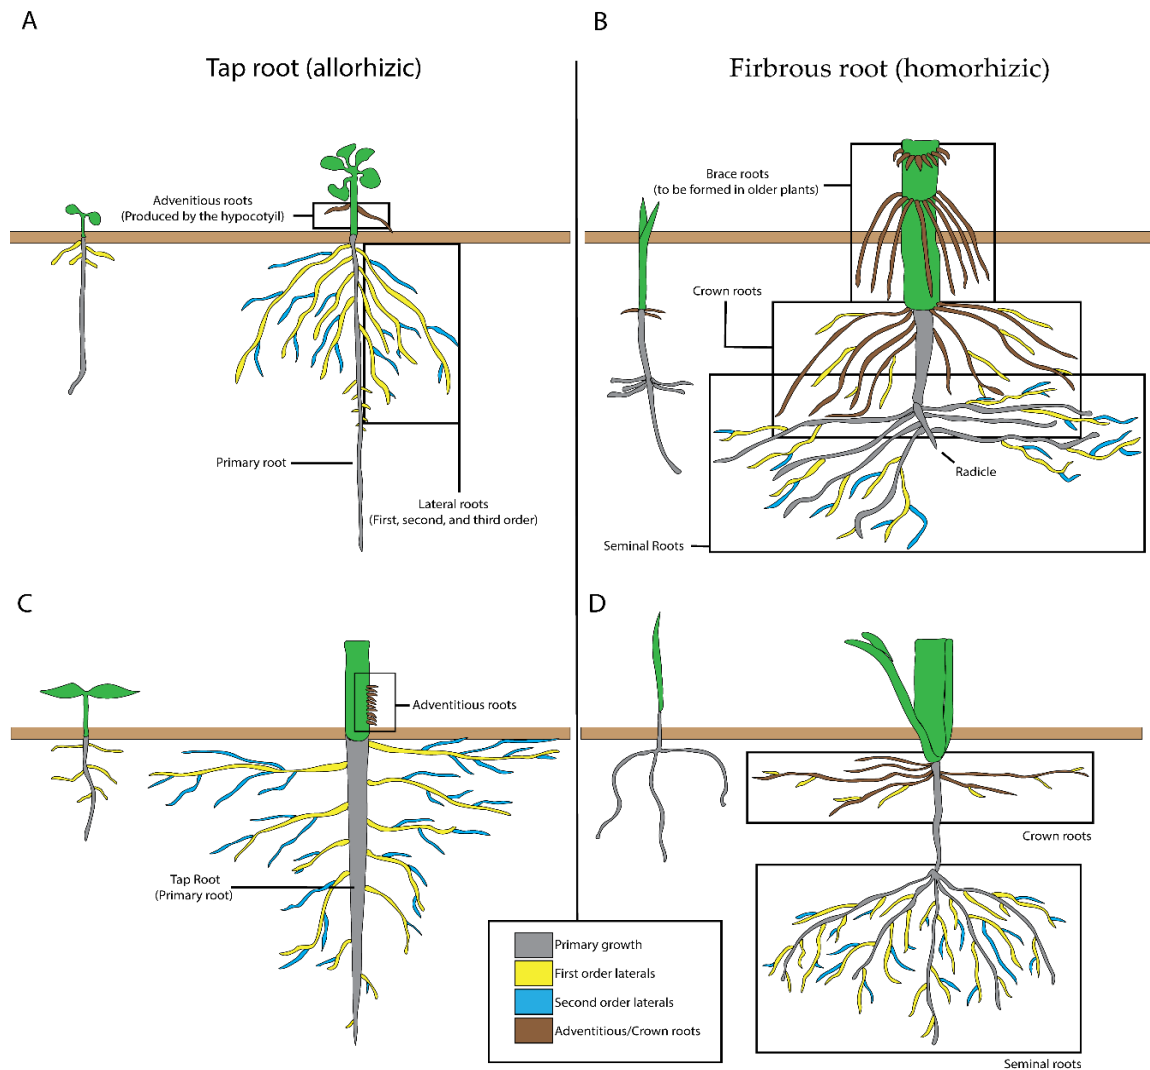 A
B
Tap root (allorhizic)
Firbrous root (homorhizic)
Adventitious roots
(Produced by the hypocotyil)
Brace roots
(to be formed in older plants)
Crown roots
Primary root
Lateral roots
(First, second, and third order)
Radicle
Seminal Roots
C
D
Adventitious roots
Tap Root
(Primary root)
Crown roots
Primary growth
First order laterals
Second order laterals
Adventitious/Crown roots
Seminal roots